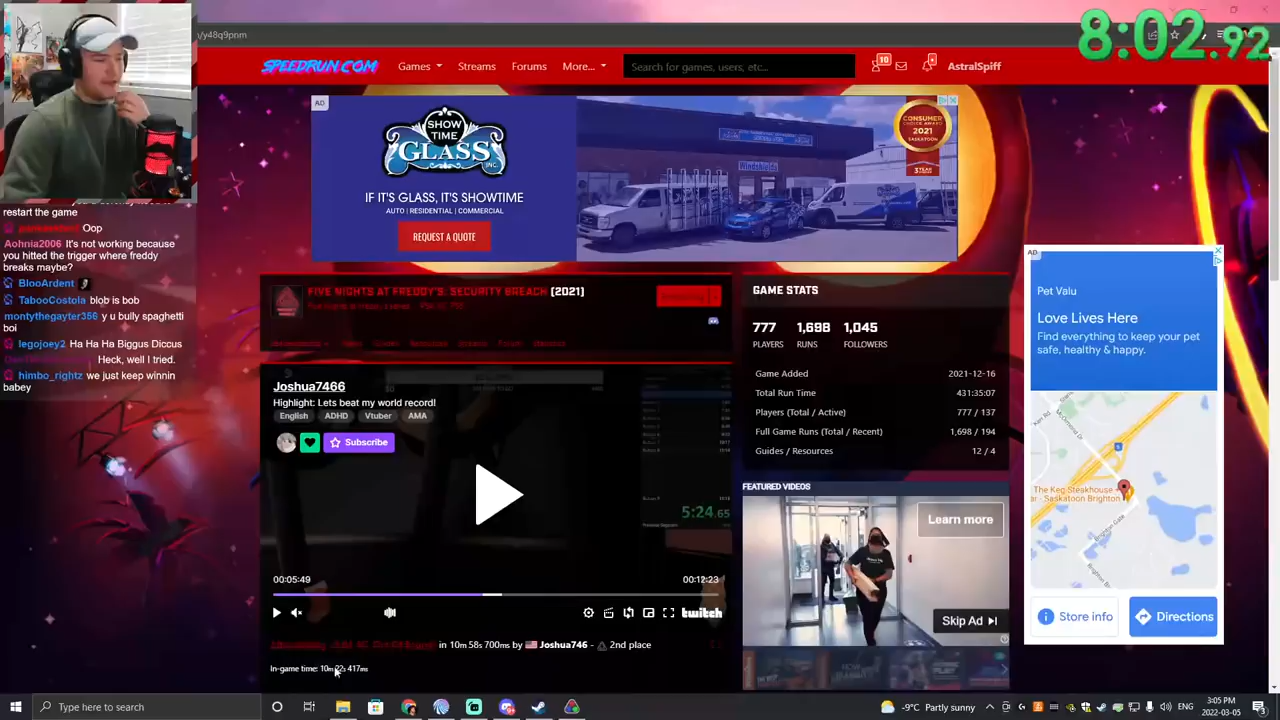 /y48q9pnm
8:02.92
SPEEDRUN.COM
Games
Streams
Forums
More...
Search for games, users, etc...
10
AstralSpiff
AD
SHOW
TIME
GLASS
INC
IF IT'S GLASS, IT'S SHOWTIME
AUTO | RESIDENTIAL | COMMERCIAL
REQUEST A QUOTE
CONSUMER
CHOICE AWARD
2021
SASKATOON
restart the game
Oop
Aohnia2006 It's not working because
you hitted the trigger where freddy
breaks maybe?
BlooArdent
TabooCostola blob is bob
montythegayter356 y u bully spaghetti
boi
legojoey2 Ha Ha Ha Biggus Diccus
Heck, well I tried.
himbo_rightz we just keep winnin
babey
FIVE NIGHTS AT FREDDY'S: SECURITY BREACH (2021)
GAME STATS
777
PLAYERS
1,698
RUNS
1,045
FOLLOWERS
Game Added 2021-12-16
Total Run Time 431:35:07
Players (Total / Active) 777 / 137
Full Game Runs (Total / Recent) 1,698 / 194
Guides / Resources 12 / 4
Joshua7466
Highlight: Lets beat my world record!
English ADHD Vtuber AMA
Subscribe
5:24.65
00:05:49
00:12:23
twitch
in 10m 58s 700ms by Joshua746 - 2nd place
In-game time: 10m 22s 417ms
FEATURED VIDEOS
Learn more
Skip Ad
AD
Pet Valu
Love Lives Here
Find everything to keep your pet
safe, healthy & happy.
The Keg Steakhouse +
Bar - Saskatoon Brighton
Store info
Directions
Type here to search
-9°C Partly sunny
ENG
3:05 PM
2022-03-05
3